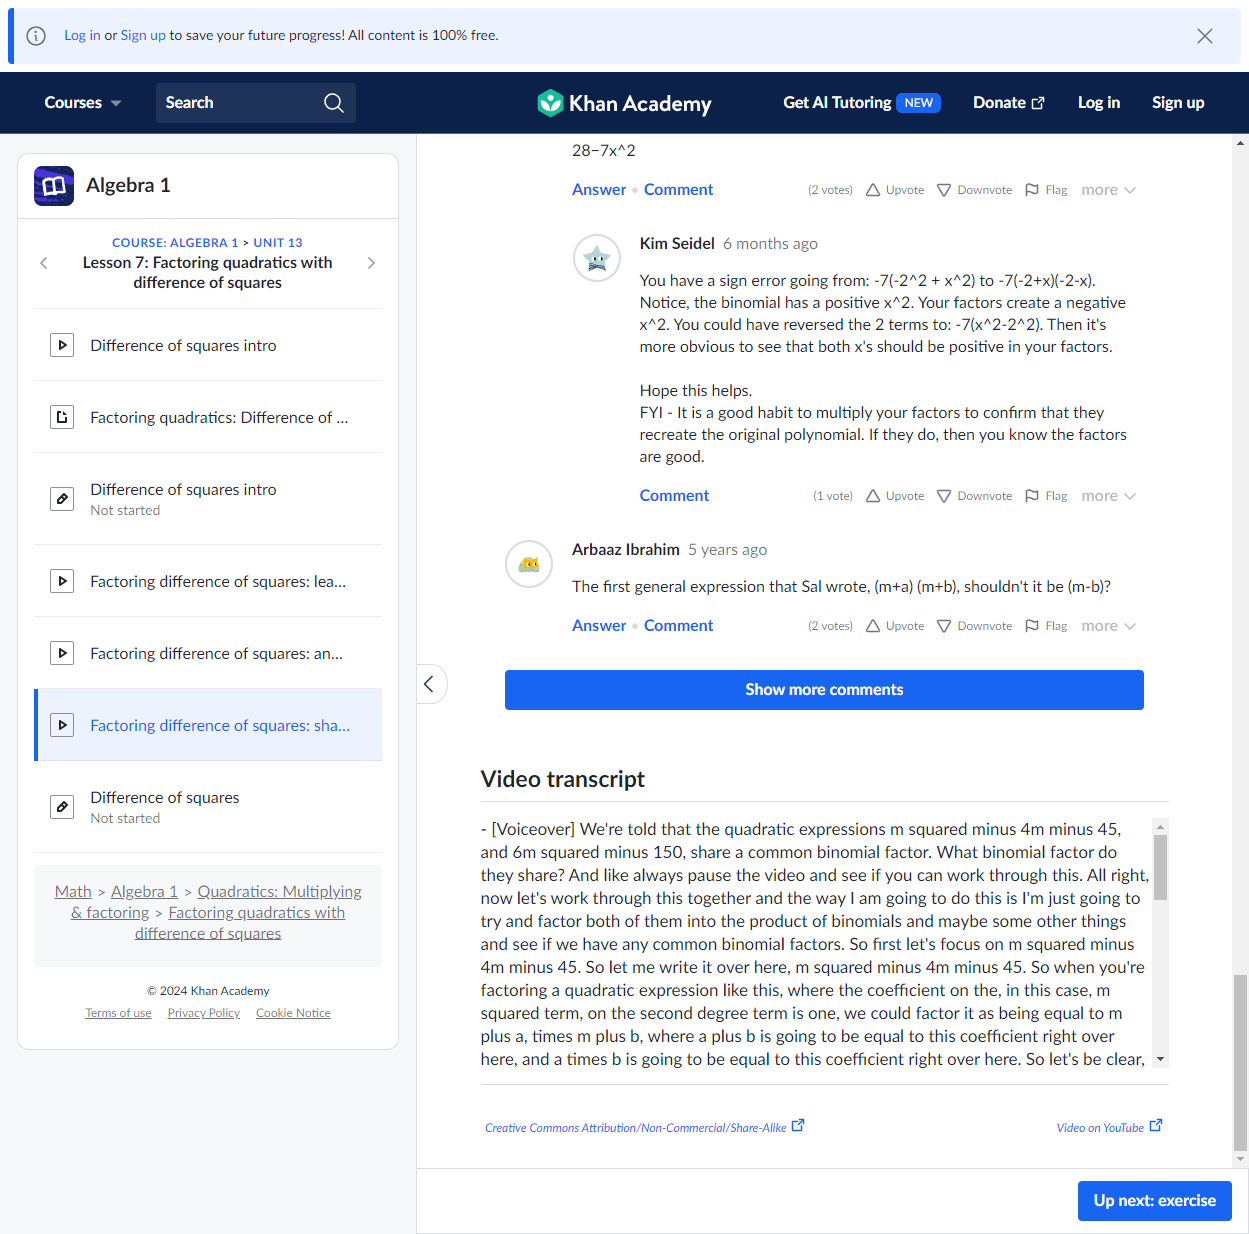 Log in or Sign up to save your future progress! All content is 100% free.
Courses
Search
Khan Academy
Get AI Tutoring NEW
Donate
Log in
Sign up
Algebra 1
COURSE: ALGEBRA 1 > UNIT 13
Lesson 7: Factoring quadratics with
difference of squares
Difference of squares intro
Factoring quadratics: Difference of ...
Difference of squares intro
Not started
Factoring difference of squares: lea...
Factoring difference of squares: an...
Factoring difference of squares: sha...
Difference of squares
Not started
Math > Algebra 1 > Quadratics: Multiplying
& factoring > Factoring quadratics with
difference of squares
© 2024 Khan Academy
Terms of use Privacy Policy Cookie Notice
28−7x^2
Answer • Comment (2 votes) Upvote Downvote Flag more
Kim Seidel 6 months ago
You have a sign error going from: -7(-2^2 + x^2) to -7(-2+x)(-2-x).
Notice, the binomial has a positive x^2. Your factors create a negative
x^2. You could have reversed the 2 terms to: -7(x^2-2^2). Then it's
more obvious to see that both x's should be positive in your factors.
Hope this helps.
FYI - It is a good habit to multiply your factors to confirm that they
recreate the original polynomial. If they do, then you know the factors
are good.
Comment (1 vote) Upvote Downvote Flag more
Arbaaz Ibrahim 5 years ago
The first general expression that Sal wrote, (m+a) (m+b), shouldn't it be (m-b)?
Answer • Comment (2 votes) Upvote Downvote Flag more
Show more comments
Video transcript
- [Voiceover] We're told that the quadratic expressions m squared minus 4m minus 45,
and 6m squared minus 150, share a common binomial factor. What binomial factor do
they share? And like always pause the video and see if you can work through this. All right,
now let's work through this together and the way I am going to do this is I'm just going to
try and factor both of them into the product of binomials and maybe some other things
and see if we have any common binomial factors. So first let's focus on m squared minus
4m minus 45. So let me write it over here, m squared minus 4m minus 45. So when you're
factoring a quadratic expression like this, where the coefficient on the, in this case, m
squared term, on the second degree term is one, we could factor it as being equal to m
plus a, times m plus b, where a plus b is going to be equal to this coefficient right over
here, and a times b is going to be equal to this coefficient right over here. So let's be clear,
Creative Commons Attribution/Non-Commercial/Share-Alike
Video on YouTube
Up next: exercise